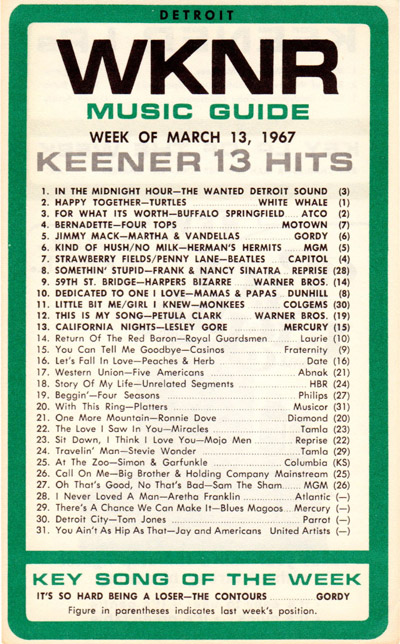 DETROIT
WKNR
MUSIC GUIDE
WEEK OF MARCH 13, 1967
KEENER 13 HITS
1. IN THE MIDNIGHT HOUR—THE WANTED DETROIT SOUND (3)
2. HAPPY TOGETHER—TURTLES WHITE WHALE (1)
3. FOR WHAT ITS WORTH—BUFFALO SPRINGFIELD ATCO (2)
4. BERNADETTE—FOUR TOPS MOTOWN (7)
5. JIMMY MACK—MARTHA & VANDELLAS GORDY (6)
6. KIND OF HUSH/NO MILK—HERMAN'S HERMITS MGM (5)
7. STRAWBERRY FIELDS/PENNY LANE—BEATLES CAPITOL (4)
8. SOMETHIN' STUPID—FRANK & NANCY SINATRA REPRISE (28)
9. 59TH ST. BRIDGE—HARPERS BIZARRE WARNER BROS. (14)
10. DEDICATED TO ONE I LOVE—MAMAS & PAPAS DUNHILL (8)
11. LITTLE BIT ME/GIRL I KNEW—MONKEES COLGEMS (30)
12. THIS IS MY SONG—PETULA CLARK WARNER BROS. (19)
13. CALIFORNIA NIGHTS—LESLEY GORE MERCURY (15)
14. Return Of The Red Baron—Royal Guardsmen Laurie (10)
15. You Can Tell Me Goodbye—Casinos Fraternity (9)
16. Let's Fall In Love—Peaches & Herb Date (16)
17. Western Union—Five Americans Abnak (21)
18. Story Of My Life—Unrelated Segments HBR (24)
19. Beggin'—Four Seasons Philips (27)
20. With This Ring—Platters Musicor (31)
21. One More Mountain—Ronnie Dove Diamond (20)
22. The Love I Saw In You—Miracles Tamla (23)
23. Sit Down, I Think I Love You—Mojo Men Reprise (22)
24. Travelin' Man—Stevie Wonder Tamla (29)
25. At The Zoo—Simon & Garfunkle Columbia (KS)
26. Call On Me—Big Brother & Holding Company Mainstream (25)
27. Oh That's Good, No That's Bad—Sam The Sham MGM (26)
28. I Never Loved A Man—Aretha Franklin Atlantic (—)
29. There's A Chance We Can Make It—Blues Magoos Mercury (—)
30. Detroit City—Tom Jones Parrot (—)
31. You Ain't As Hip As That—Jay and Americans United Artists (—)
KEY SONG OF THE WEEK
IT'S SO HARD BEING A LOSER—THE CONTOURS GORDY
Figure in parentheses indicates last week's position.